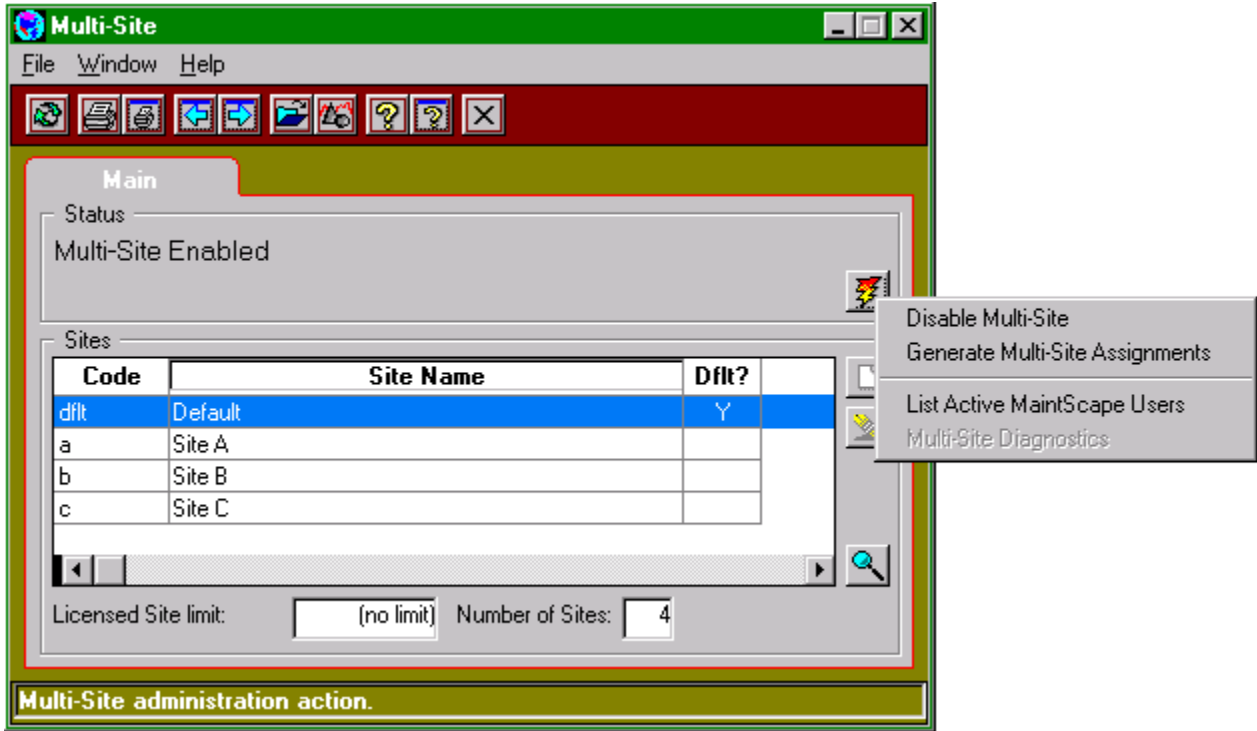 Multi-Site
File Window Help
Main
Status
Multi-Site Enabled
Disable Multi-Site
Generate Multi-Site Assignments
List Active MaintScape Users
Multi-Site Diagnostics
Sites
Code Site Name Dflt?
dflt Default Y
a Site A
b Site B
c Site C
Licensed Site limit: (no limit) Number of Sites: 4
Multi-Site administration action.